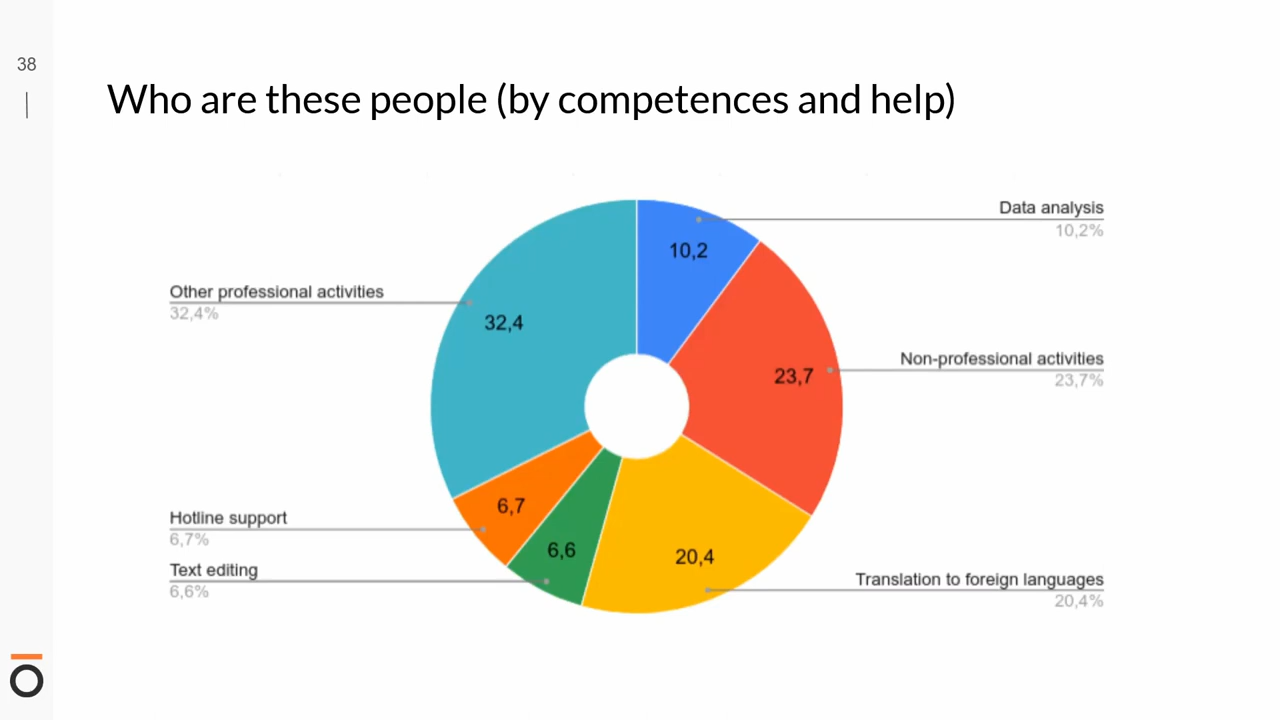 38
Who are these people (by competences and help)
Data analysis
10,2%
10,2
Other professional activities
32,4%
32,4
Non-professional activities
23,7%
23,7
Hotline support
6,7%
6,7
Text editing
6,6%
6,6
Translation to foreign languages
20,4%
20,4